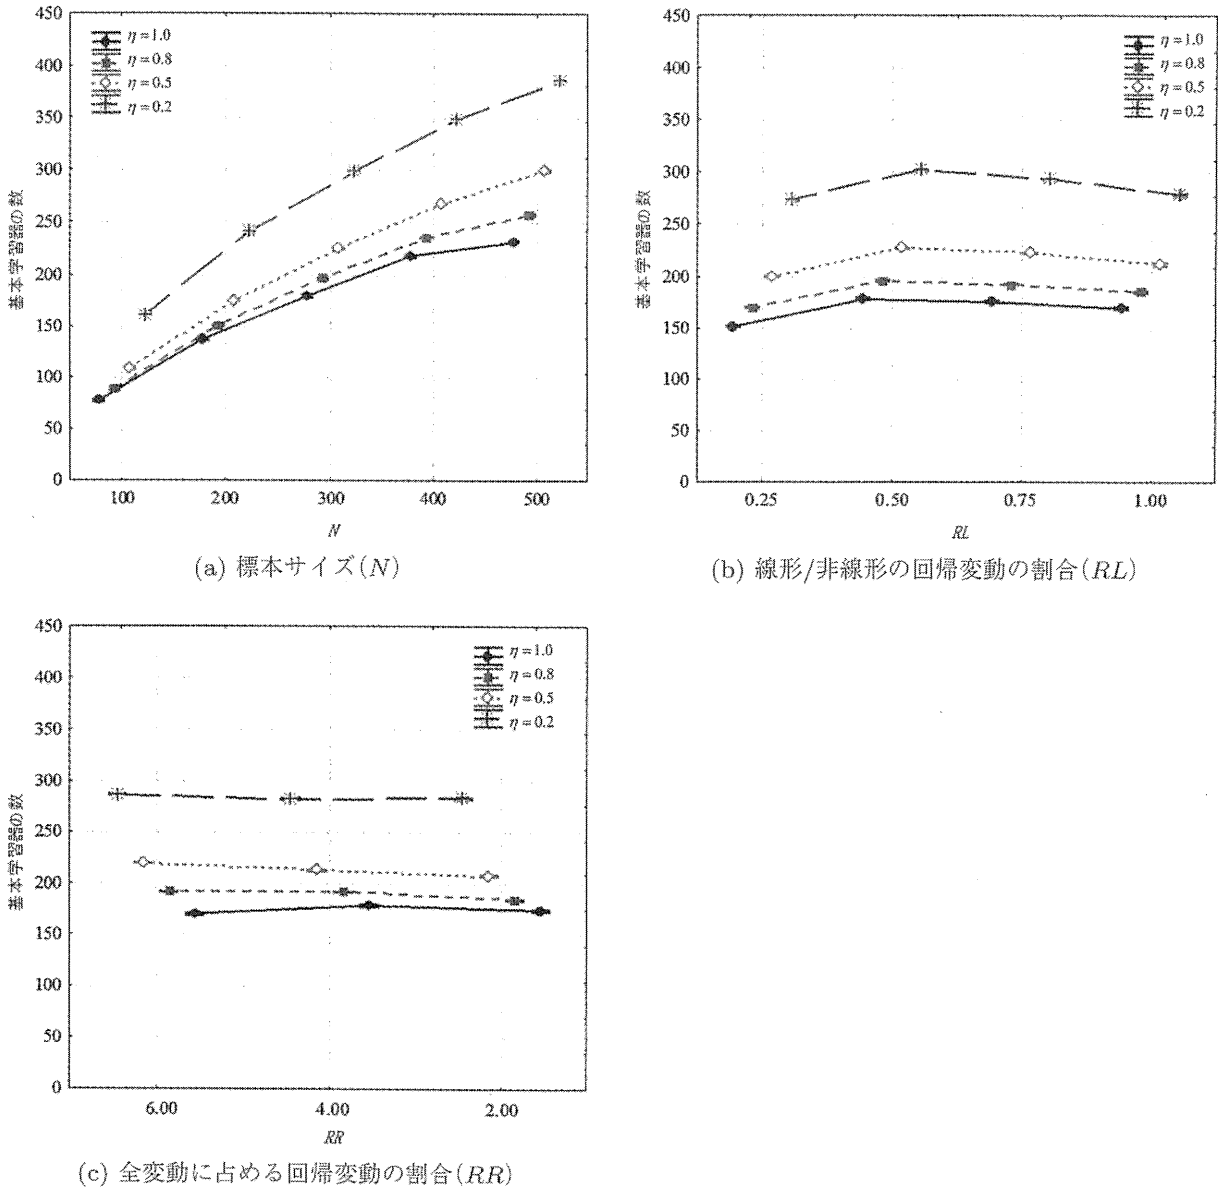 450
400
350
300
250
200
150
100
50
0
基本学習器の数
η=1.0
η=0.8
η=0.5
η=0.2
100 200 300 400 500
N
(a) 標本サイズ(N)
450
400
350
300
250
200
150
100
50
0
基本学習器の数
η=1.0
η=0.8
η=0.5
η=0.2
0.25 0.50 0.75 1.00
RL
(b) 線形/非線形の回帰変動の割合(RL)
450
400
350
300
250
200
150
100
50
0
基本学習器の数
η=1.0
η=0.8
η=0.5
η=0.2
6.00 4.00 2.00
RR
(c) 全変動に占める回帰変動の割合(RR)